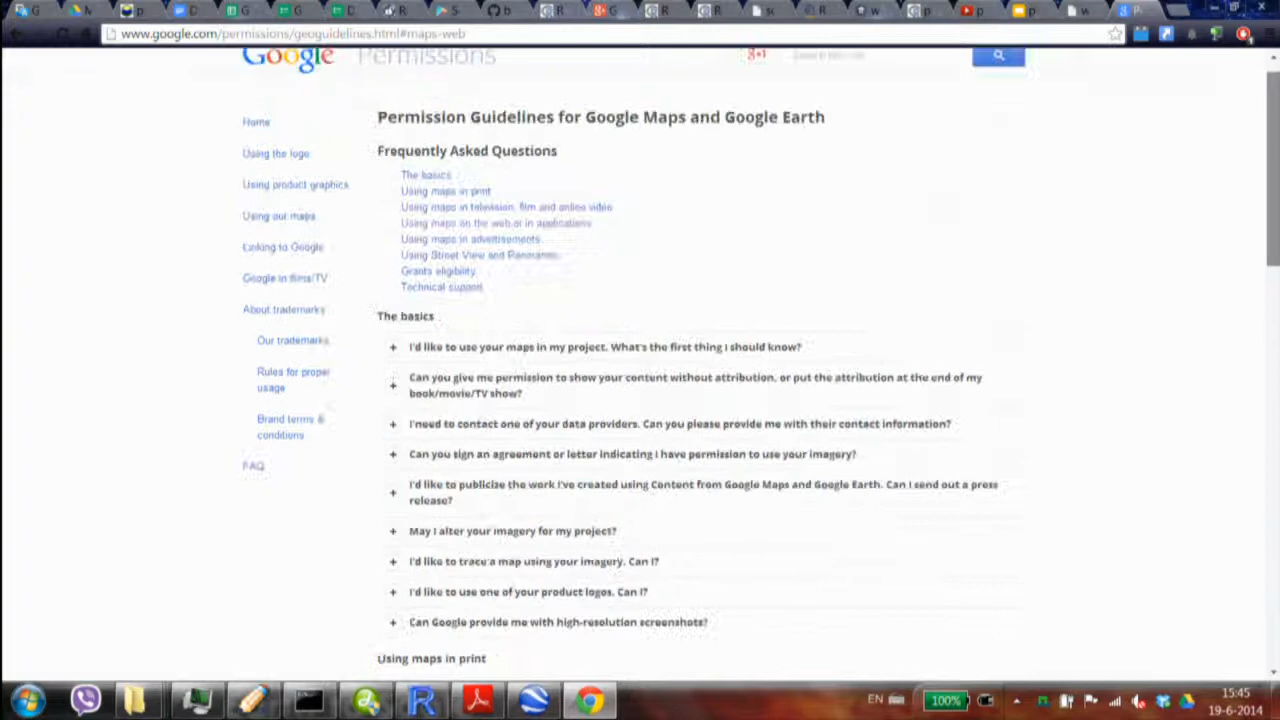 www.google.com/permissions/geoguidelines.html#maps-web
Google Permissions
Home
Using the logo
Using product graphics
Using our maps
Linking to Google
Google in films/TV
About trademarks
Our trademarks
Rules for proper
usage
Brand terms &
conditions
FAQ
Permission Guidelines for Google Maps and Google Earth
Frequently Asked Questions
The basics
Using maps in print
Using maps in television, film and online video
Using maps on the web or in applications
Using maps in advertisements
Using Street View and Panoramio
Grants eligibility
Technical support
The basics
+ I'd like to use your maps in my project. What's the first thing I should know?
+ Can you give me permission to show your content without attribution, or put the attribution at the end of my
book/movie/TV show?
+ I need to contact one of your data providers. Can you please provide me with their contact information?
+ Can you sign an agreement or letter indicating I have permission to use your imagery?
+ I'd like to publicize the work I've created using Content from Google Maps and Google Earth. Can I send out a press
release?
+ May I alter your imagery for my project?
+ I'd like to trace a map using your imagery. Can I?
+ I'd like to use one of your product logos. Can I?
+ Can Google provide me with high-resolution screenshots?
Using maps in print
EN
100%
15:45
19-6-2014